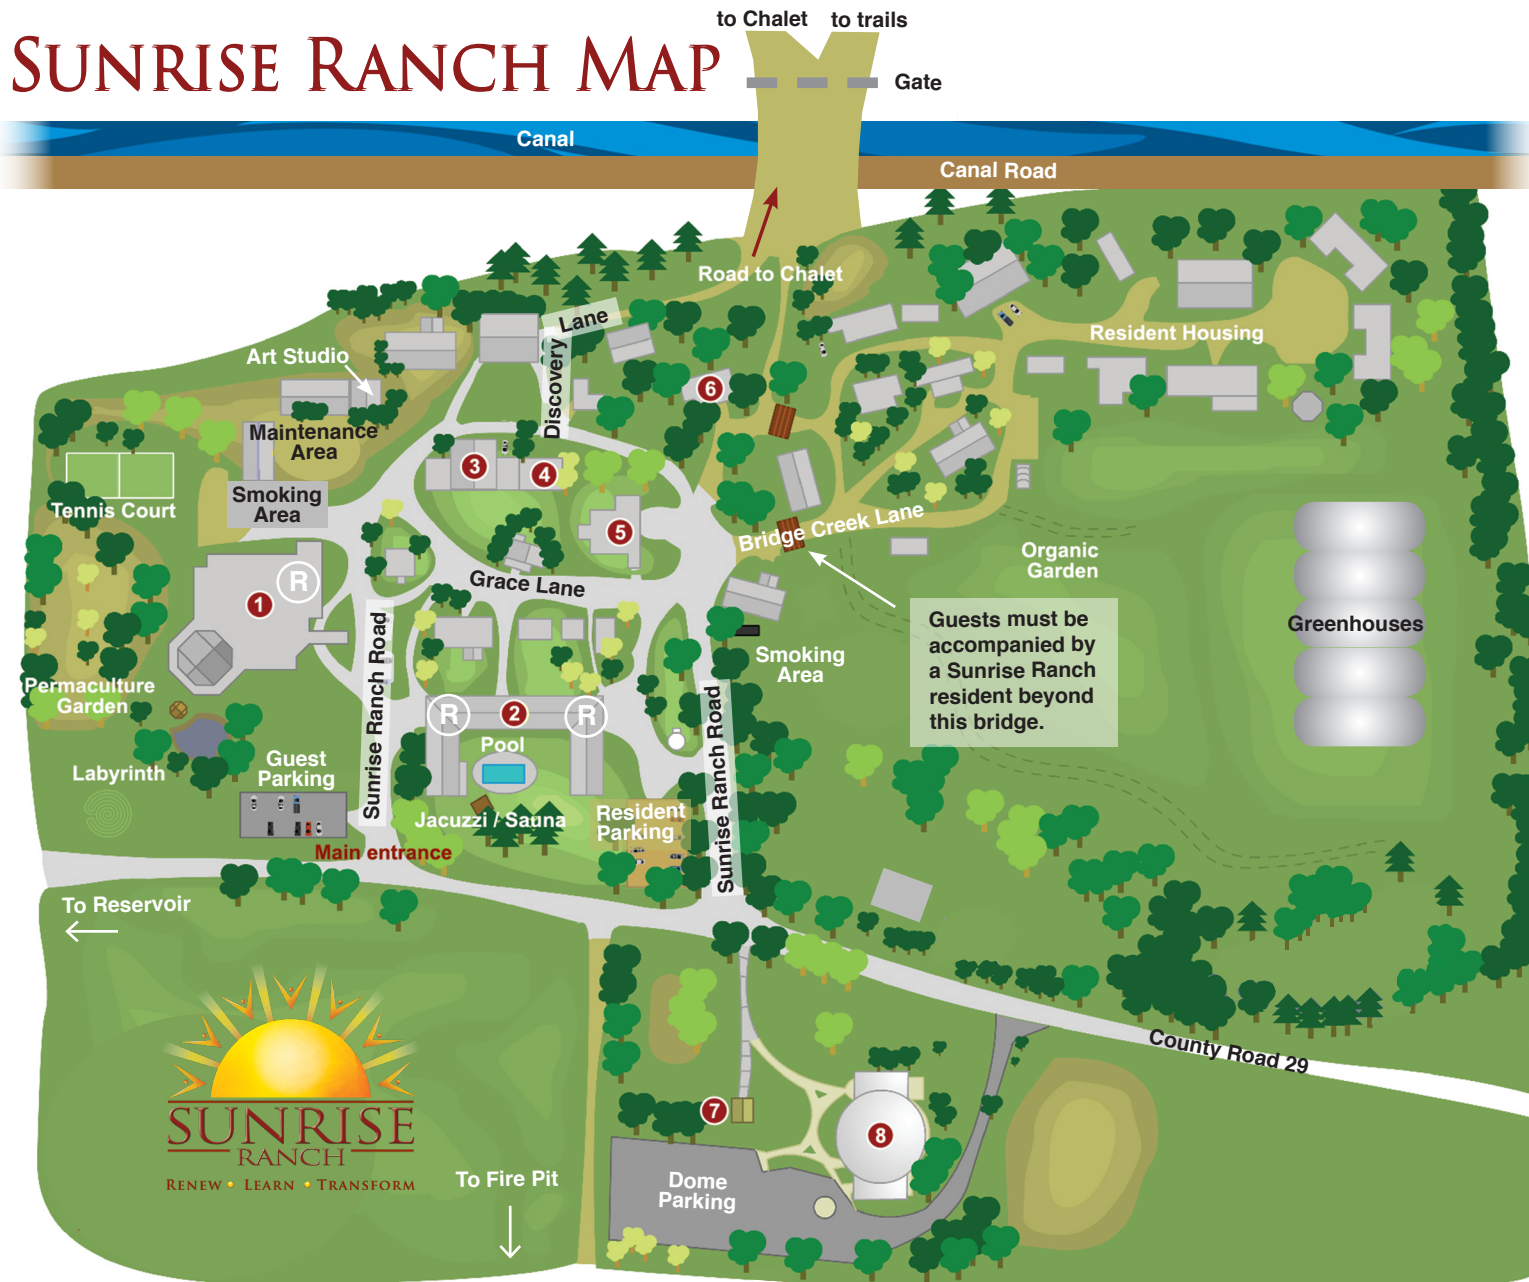 to Chalet
to trails
SUNRISE RANCH MAP
Gate
Canal
Canal Road
Road to Chalet
Discovery Lane
Resident Housing
Art Studio
6
Maintenance
Area
3
4
Smoking
Area
Tennis Court
5
Bridge Creek Lane
Organic
Garden
Grace Lane
R
1
Guests must be
accompanied by
a Sunrise Ranch
resident beyond
this bridge.
Greenhouses
Smoking
Area
Permaculture
Garden
Sunrise Ranch Road
R
2
R
Pool
Sunrise Ranch Road
Labyrinth
Guest
Parking
Jacuzzi / Sauna
Resident
Parking
Main entrance
To Reservoir
County Road 29
SUNRISE
RANCH
RENEW • LEARN • TRANSFORM
7
8
To Fire Pit
Dome
Parking